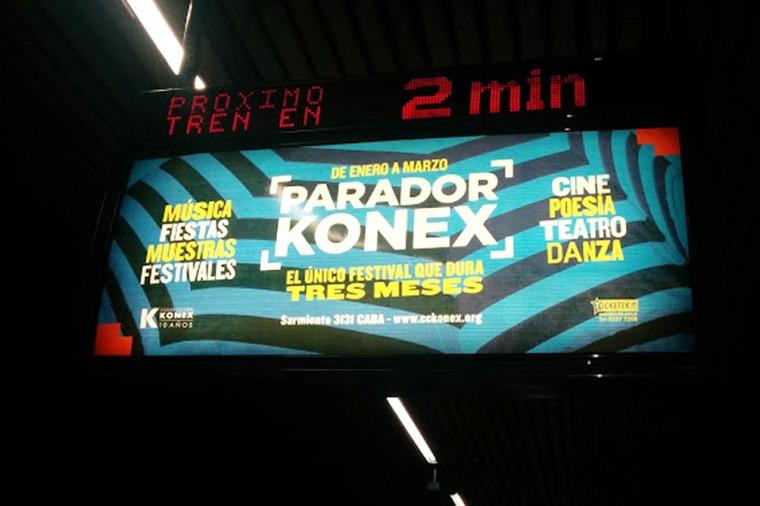 PROXIMO
TREN EN
2 min
DE ENERO A MARZO
PARADOR
KONEX
EL ÚNICO FESTIVAL QUE DURA
TRES MESES
MÚSICA
FIESTAS
MUESTRAS
FESTIVALES
CINE
POESÍA
TEATRO
DANZA
K
KONEX
10 AÑOS
Sarmiento 3131 CABA - www.cckonex.org
TICKETEK